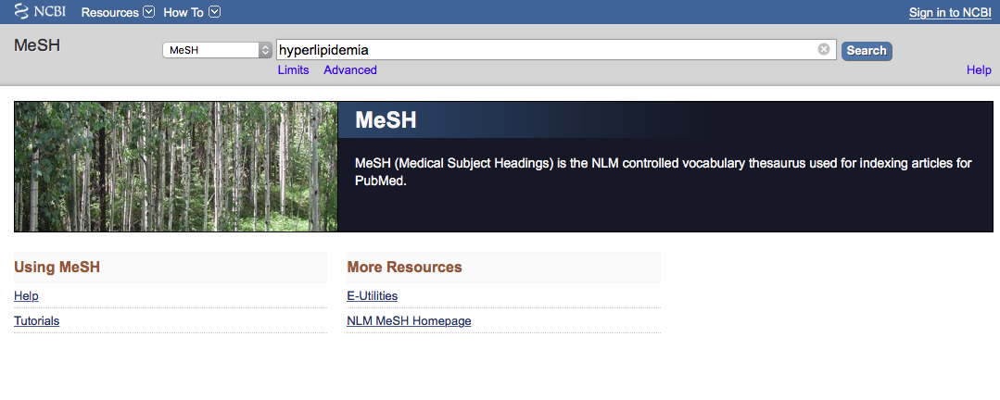 NCBI Resources How To Sign in to NCBI
MeSH MeSH hyperlipidemia Search
Limits Advanced Help
MeSH
MeSH (Medical Subject Headings) is the NLM controlled vocabulary thesaurus used for indexing articles for
PubMed.
Using MeSH More Resources
Help E-Utilities
Tutorials NLM MeSH Homepage